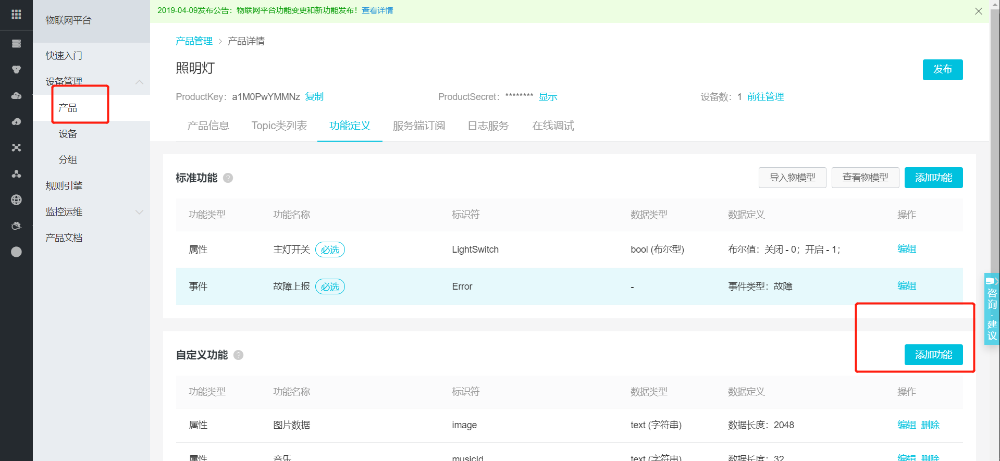 2019-04-09发布公告：物联网平台功能变更和新功能发布！查看详情
物联网平台
快速入门
设备管理
产品
设备
分组
规则引擎
监控运维
产品文档
产品管理 > 产品详情
照明灯
发布
ProductKey：a1M0PwYMMNz 复制
ProductSecret：******** 显示
设备数：1 前往管理
产品信息 Topic类列表 功能定义 服务端订阅 日志服务 在线调试
标准功能 ?
导入物模型 查看物模型 添加功能
功能类型 功能名称 标识符 数据类型 数据定义 操作
属性 主灯开关 必选 LightSwitch bool (布尔型) 布尔值：关闭 - 0；开启 - 1； 编辑
事件 故障上报 必选 Error - 事件类型：故障 编辑
自定义功能 ?
添加功能
功能类型 功能名称 标识符 数据类型 数据定义 操作
属性 图片数据 image text (字符串) 数据长度：2048 编辑 删除
属性 音乐 musicId text (字符串) 数据长度：32 编辑 删除
咨询·建议